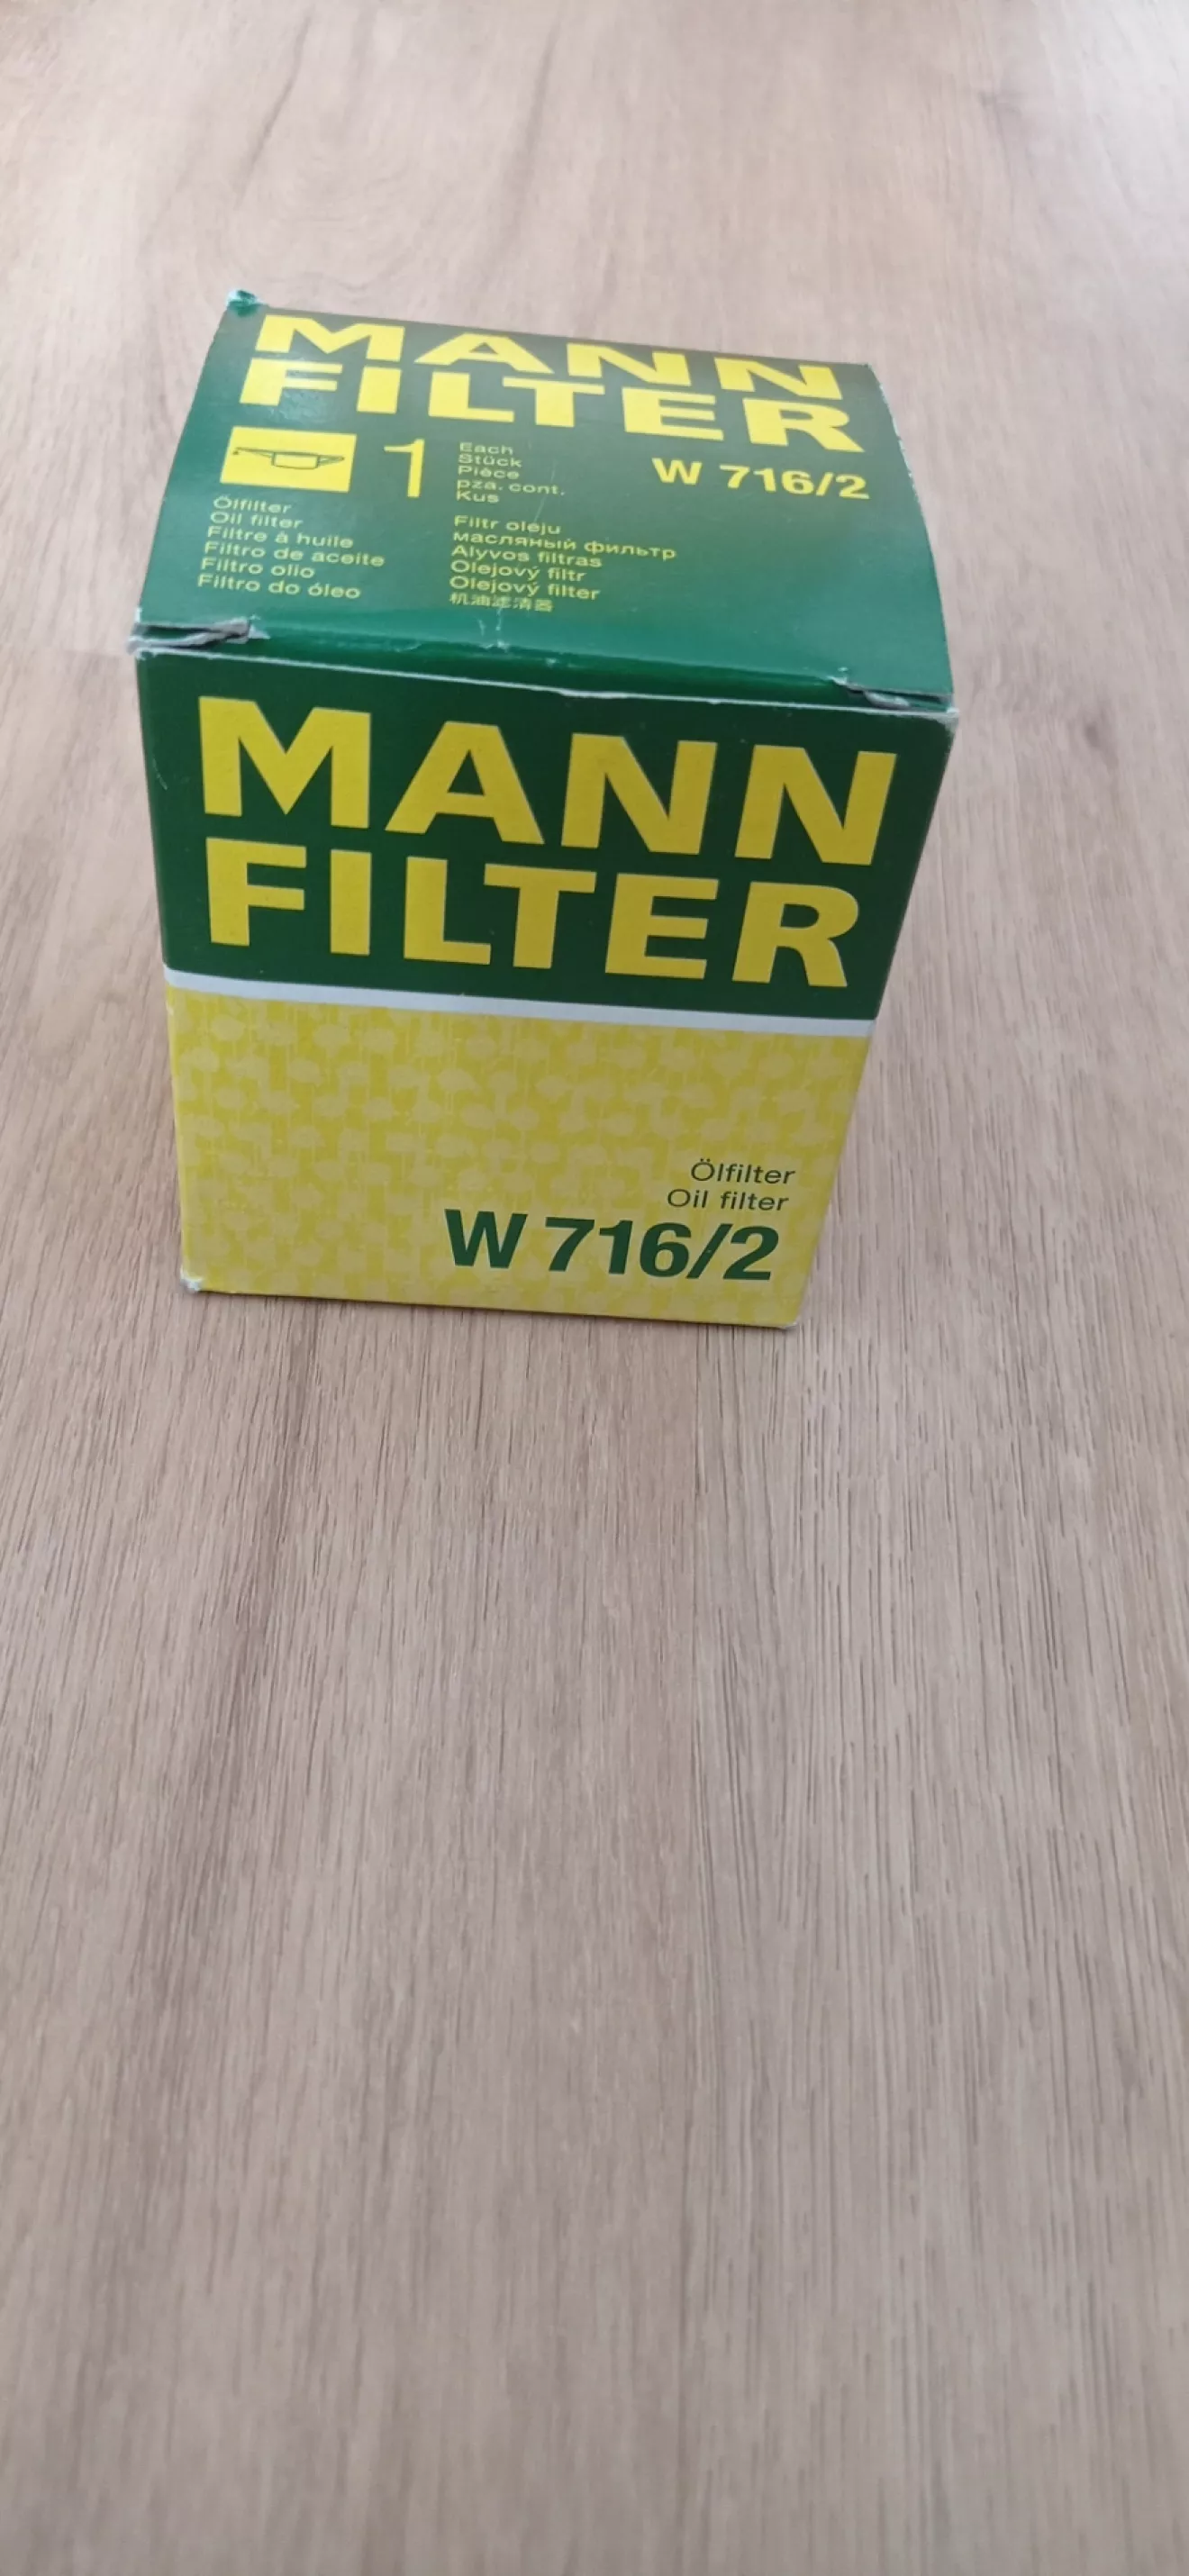 MANN
FILTER
1
Each
Stück
Pièce
pza. cont.
Kus
W 716/2
Ölfilter
Oil filter
Filtre à huile
Filtro de aceite
Filtro olio
Filtro do óleo
Filtr oleju
масляный фильтр
Alyvos filtras
Olejový filtr
Olejový filter
机油滤清器
MANN
FILTER
Ölfilter
Oil filter
W 716/2